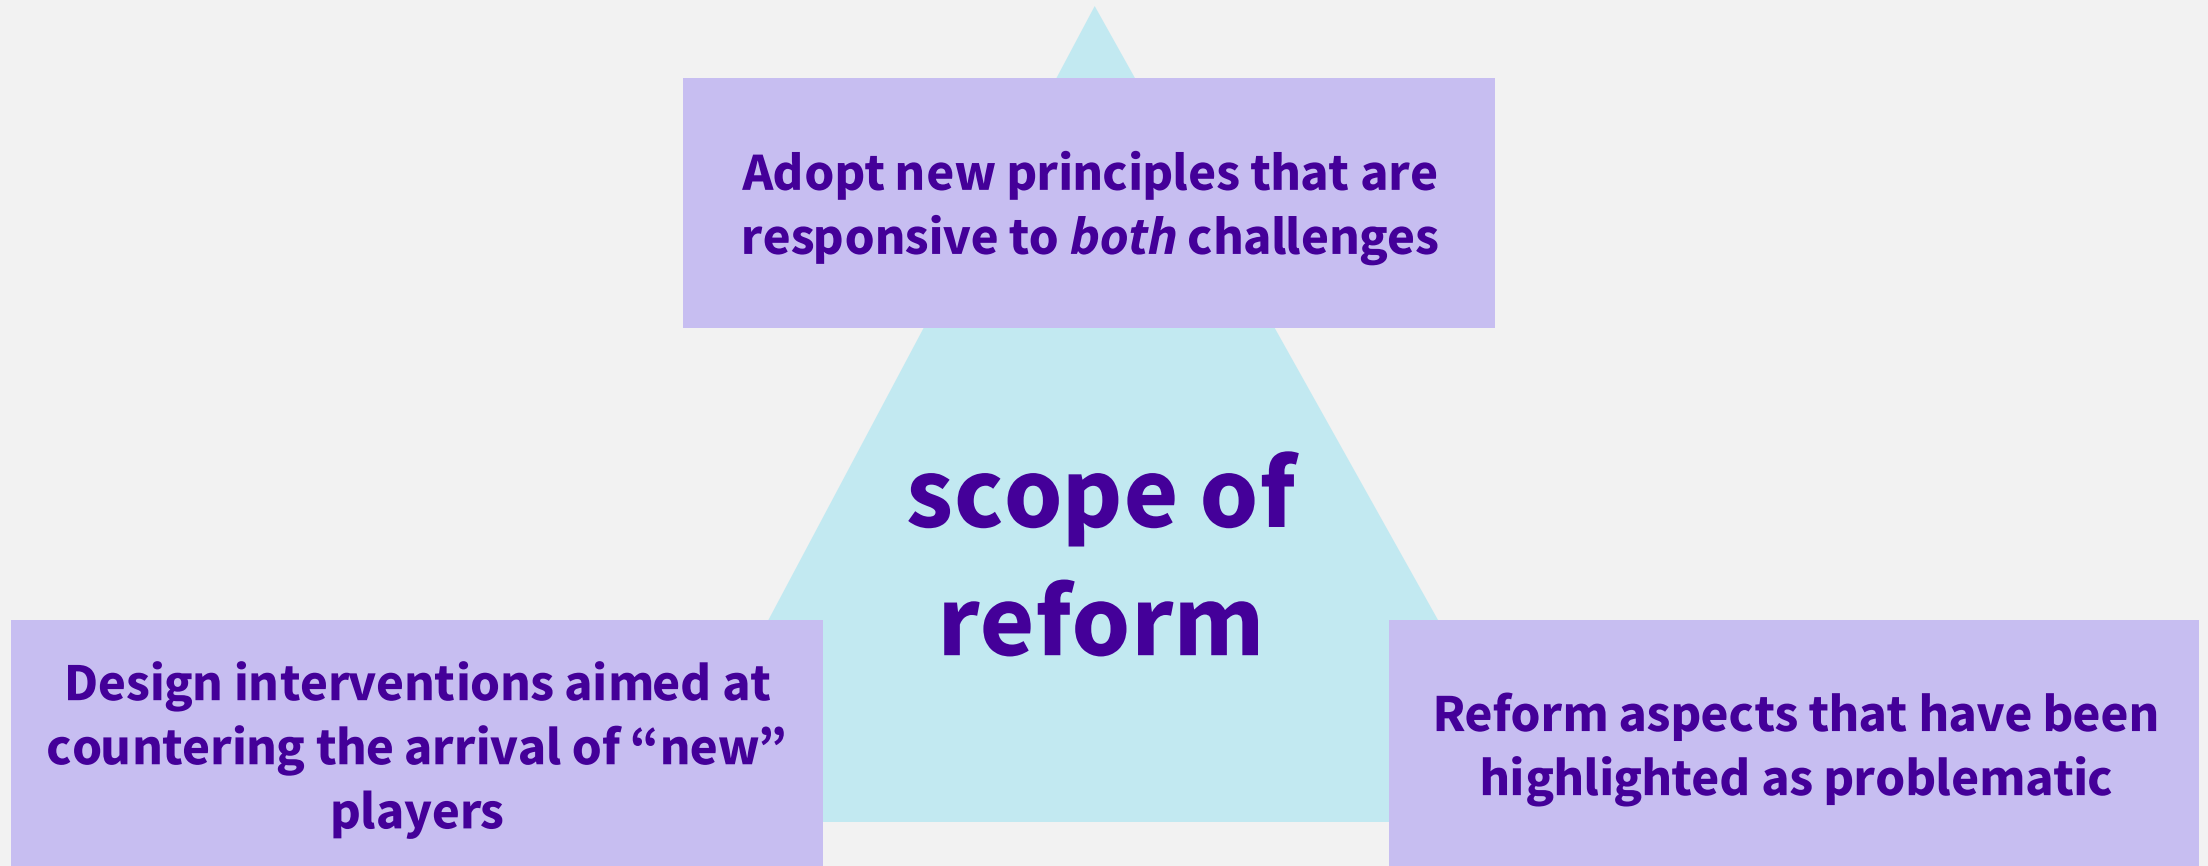 Adopt new principles that are
responsive to both challenges
scope of
reform
Design interventions aimed at
countering the arrival of “new”
players
Reform aspects that have been
highlighted as problematic